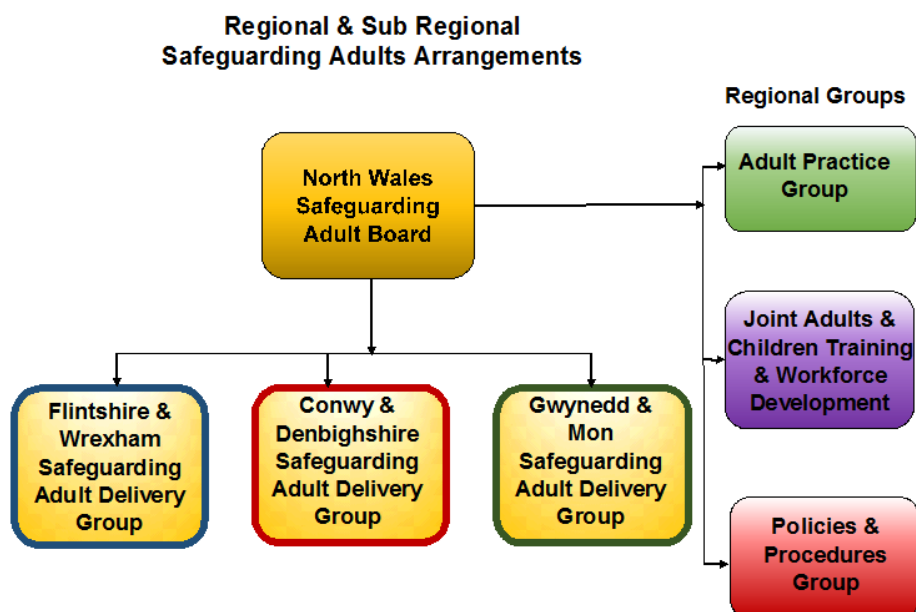 Regional & Sub Regional
Safeguarding Adults Arrangements
Regional Groups
North Wales
Safeguarding
Adult Board
Adult Practice
Group
Joint Adults &
Children Training
& Workforce
Development
Flintshire &
Wrexham
Safeguarding
Adult Delivery
Group
Conwy &
Denbighshire
Safeguarding
Adult Delivery
Group
Gwynedd &
Mon
Safeguarding
Adult Delivery
Group
Policies &
Procedures
Group